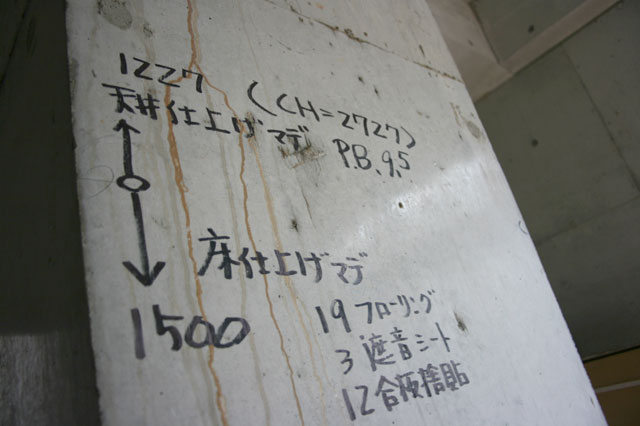 1227 (CH=2727)
天井仕上げマデ P.B. 9.5
床仕上げマデ
1500
19 フローリング
3 遮音シート
12 合板捨貼